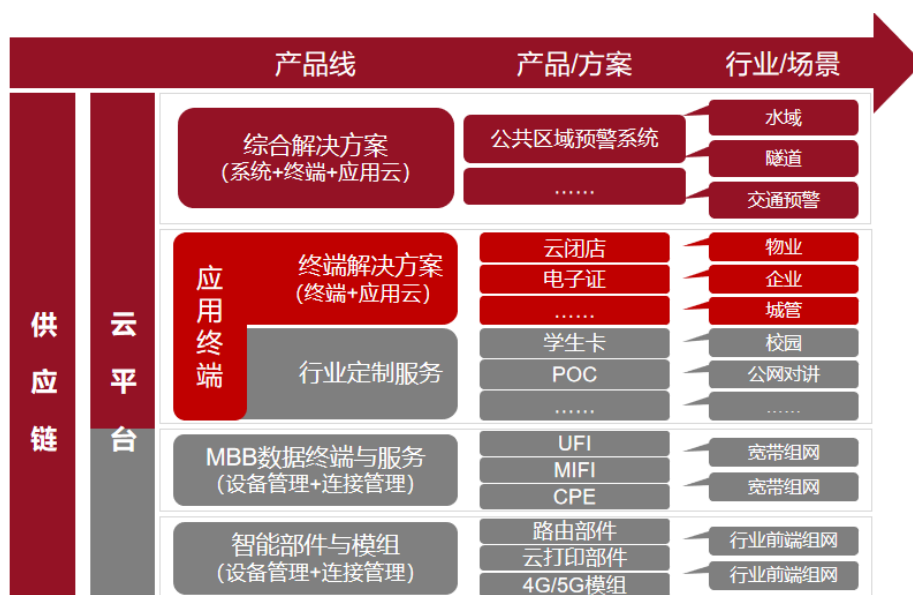 产品线 产品/方案 行业/场景
供应链
云平台
综合解决方案
(系统+终端+应用云)
公共区域预警系统
……
水域
隧道
交通预警
应用终端
终端解决方案
(终端+应用云)
云闭店
电子证
……
物业
企业
城管
行业定制服务
学生卡
POC
……
校园
公网对讲
……
MBB数据终端与服务
(设备管理+连接管理)
UFI
MIFI
CPE
宽带组网
宽带组网
智能部件与模组
(设备管理+连接管理)
路由部件
云打印部件
4G/5G模组
行业前端组网
行业前端组网